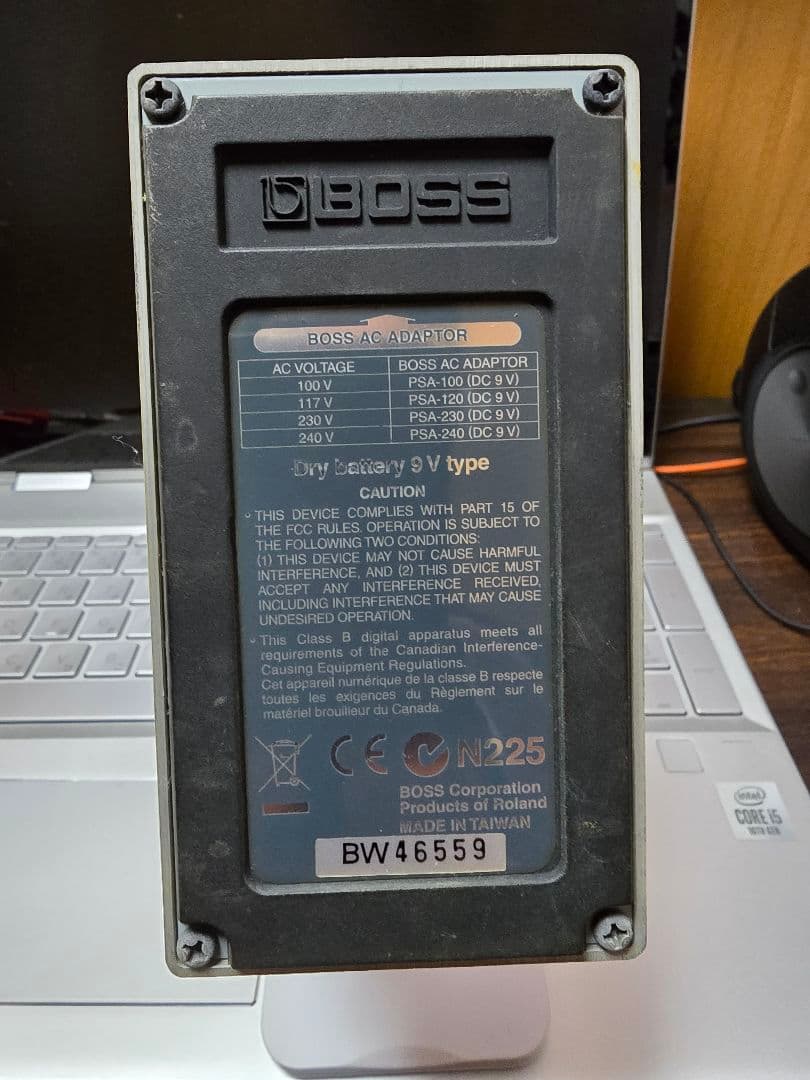 BOSS
BOSS AC ADAPTOR
AC VOLTAGE BOSS AC ADAPTOR
100 V PSA-100 (DC 9 V)
117 V PSA-120 (DC 9 V)
230 V PSA-230 (DC 9 V)
240 V PSA-240 (DC 9 V)
Dry battery 9 V type
CAUTION
THIS DEVICE COMPLIES WITH PART 15 OF
THE FCC RULES. OPERATION IS SUBJECT TO
THE FOLLOWING TWO CONDITIONS:
(1) THIS DEVICE MAY NOT CAUSE HARMFUL
INTERFERENCE, AND (2) THIS DEVICE MUST
ACCEPT ANY INTERFERENCE RECEIVED,
INCLUDING INTERFERENCE THAT MAY CAUSE
UNDESIRED OPERATION.
This Class B digital apparatus meets all
requirements of the Canadian Interference-
Causing Equipment Regulations.
Cet appareil numérique de la classe B respecte
toutes les exigences du Règlement sur le
matériel brouilleur du Canada.
CE N225
BOSS Corporation
Products of Roland
MADE IN TAIWAN
BW46559
intel
CORE i5
10TH GEN